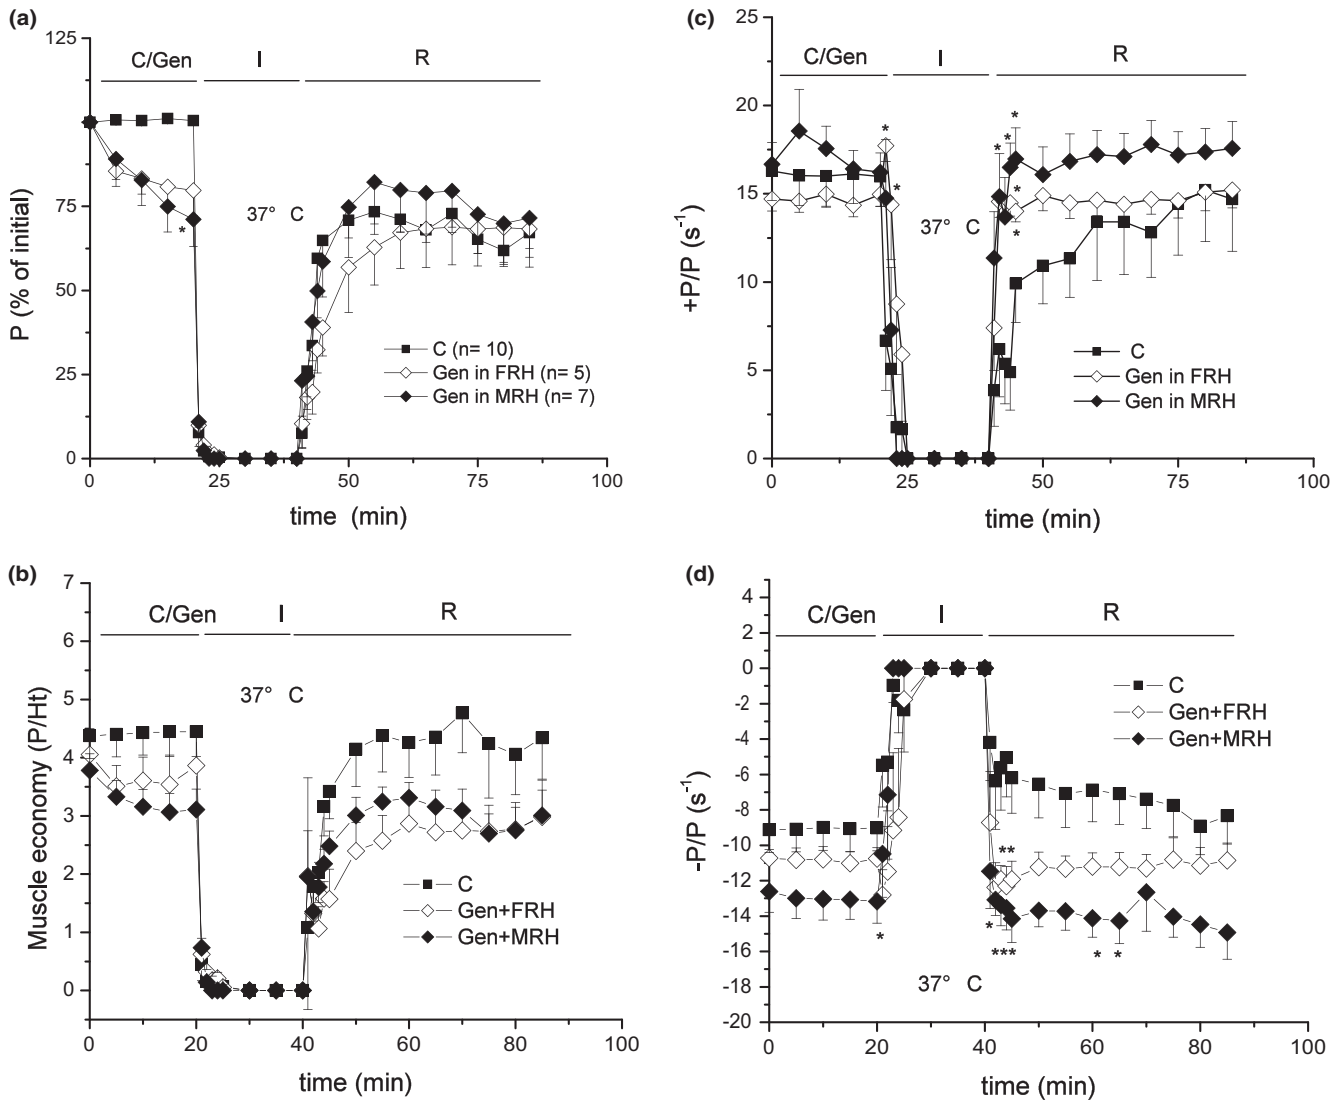 (a)
125
C/Gen
I
R
100
75
50
25
0
37° C
*
P (% of initial)
C (n= 10)
Gen in FRH (n= 5)
Gen in MRH (n= 7)
0 25 50 75 100
time (min)
(c)
25
20
15
10
5
0
C/Gen
I
R
* * * * * * *
37° C
+P/P (s-1)
C
Gen in FRH
Gen in MRH
0 25 50 75 100
time (min)
(b)
7
6
5
4
3
2
1
0
C/Gen
I
R
37° C
Muscle economy (P/Ht)
C
Gen+FRH
Gen+MRH
0 20 40 60 80 100
time (min)
(d)
4
2
0
-2
-4
-6
-8
-10
-12
-14
-16
-18
-20
C/Gen
I
R
C
Gen+FRH
Gen+MRH
-P/P (s-1)
**
* *
*** * *
37° C
0 20 40 60 80 100
time (min)